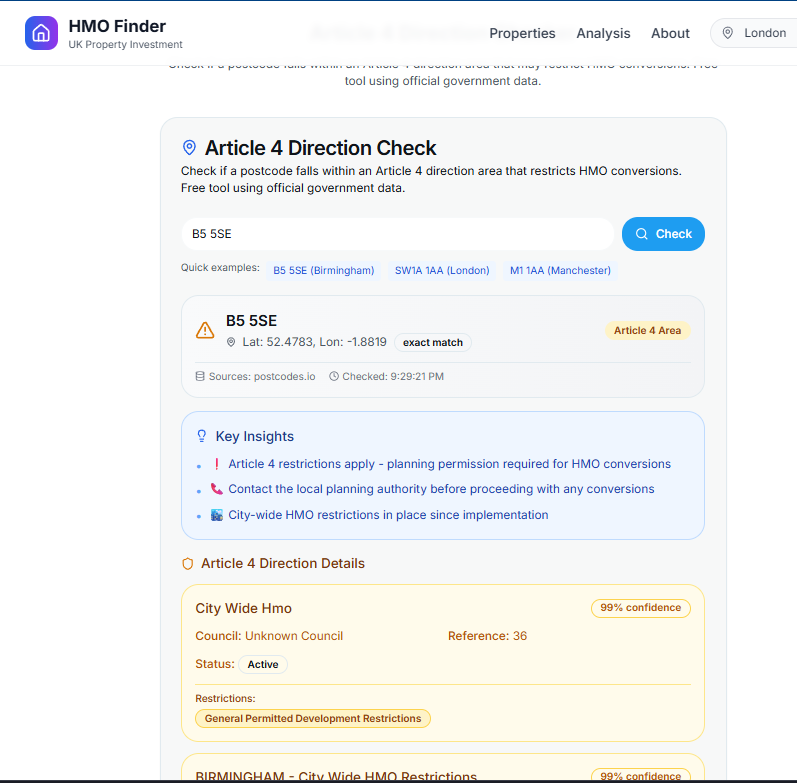 HMO Finder
UK Property Investment
Properties
Analysis
About
London
Check if a postcode falls within an Article 4 direction area that may restrict HMO conversions. Free
tool using official government data.
Article 4 Direction Check
Check if a postcode falls within an Article 4 direction area that restricts HMO conversions.
Free tool using official government data.
B5 5SE
Check
Quick examples:
B5 5SE (Birmingham)
SW1A 1AA (London)
M1 1AA (Manchester)
B5 5SE
Lat: 52.4783, Lon: -1.8819
exact match
Article 4 Area
Sources: postcodes.io
Checked: 9:29:21 PM
Key Insights
Article 4 restrictions apply - planning permission required for HMO conversions
Contact the local planning authority before proceeding with any conversions
City-wide HMO restrictions in place since implementation
Article 4 Direction Details
City Wide Hmo
99% confidence
Council: Unknown Council
Reference: 36
Status: Active
Restrictions:
General Permitted Development Restrictions
BIRMINGHAM - City Wide HMO Restrictions
99% confidence